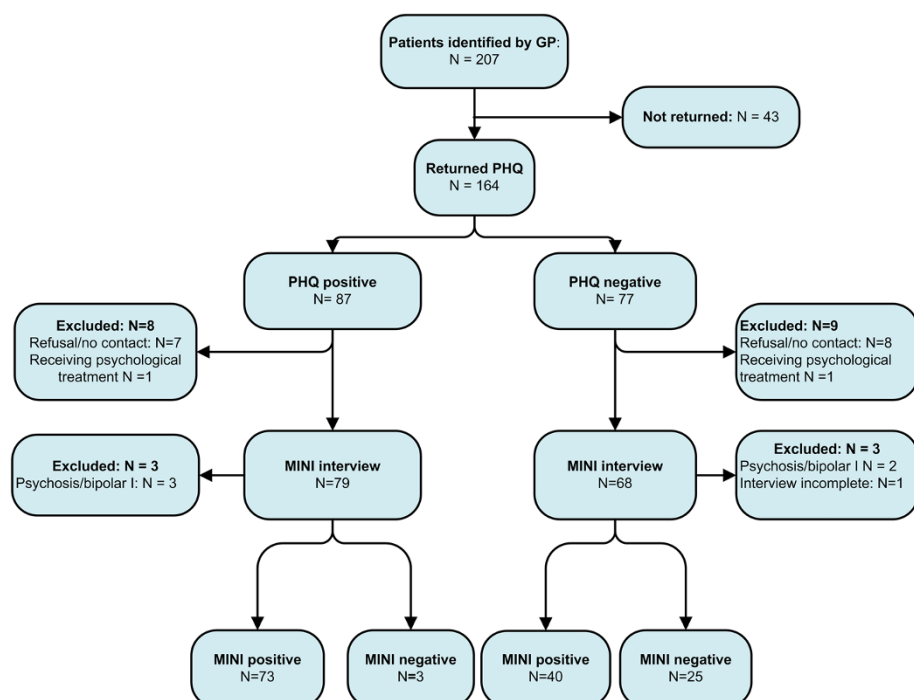 Patients identified by GP:
N = 207
Not returned: N = 43
Returned PHQ
N = 164
PHQ positive
N= 87
PHQ negative
N= 77
Excluded: N=8
Refusal/no contact: N=7
Receiving psychological
treatment N =1
Excluded: N=9
Refusal/no contact: N=8
Receiving psychological
treatment N =1
Excluded: N = 3
Psychosis/bipolar I: N = 3
MINI interview
N=79
MINI interview
N=68
Excluded: N = 3
Psychosis/bipolar I N = 2
Interview incomplete: N=1
MINI positive
N=73
MINI negative
N=3
MINI positive
N=40
MINI negative
N=25